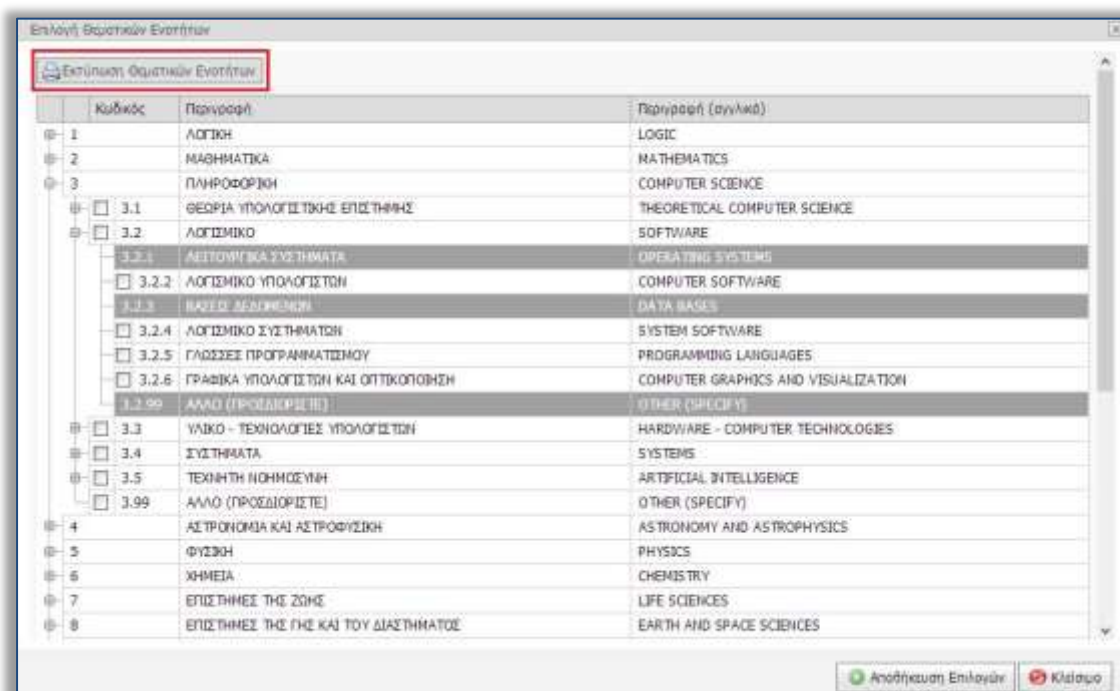 Επιλογή Θεματικών Ενοτήτων
Εκτύπωση Θεματικών Ενοτήτων
Κωδικός Περιγραφή Περιγραφή (αγγλικά)
1 ΛΟΓΙΚΗ LOGIC
2 ΜΑΘΗΜΑΤΙΚΑ MATHEMATICS
3 ΠΛΗΡΟΦΟΡΙΚΗ COMPUTER SCIENCE
3.1 ΘΕΩΡΙΑ ΥΠΟΛΟΓΙΣΤΙΚΗΣ ΕΠΙΣΤΗΜΗΣ THEORETICAL COMPUTER SCIENCE
3.2 ΛΟΓΙΣΜΙΚΟ SOFTWARE
3.2.1 ΛΕΙΤΟΥΡΓΙΚΑ ΣΥΣΤΗΜΑΤΑ OPERATING SYSTEMS
3.2.2 ΛΟΓΙΣΜΙΚΟ ΥΠΟΛΟΓΙΣΤΩΝ COMPUTER SOFTWARE
3.2.3 ΒΑΣΕΙΣ ΔΕΔΟΜΕΝΩΝ DATA BASES
3.2.4 ΛΟΓΙΣΜΙΚΟ ΣΥΣΤΗΜΑΤΩΝ SYSTEM SOFTWARE
3.2.5 ΓΛΩΣΣΕΣ ΠΡΟΓΡΑΜΜΑΤΙΣΜΟΥ PROGRAMMING LANGUAGES
3.2.6 ΓΡΑΦΙΚΑ ΥΠΟΛΟΓΙΣΤΩΝ ΚΑΙ ΟΠΤΙΚΟΠΟΙΗΣΗ COMPUTER GRAPHICS AND VISUALIZATION
3.2.99 ΑΛΛΟ (ΠΡΟΣΔΙΟΡΙΣΤΕ) OTHER (SPECIFY)
3.3 ΥΛΙΚΟ - ΤΕΧΝΟΛΟΓΙΕΣ ΥΠΟΛΟΓΙΣΤΩΝ HARDWARE - COMPUTER TECHNOLOGIES
3.4 ΣΥΣΤΗΜΑΤΑ SYSTEMS
3.5 ΤΕΧΝΗΤΗ ΝΟΗΜΟΣΥΝΗ ARTIFICIAL INTELLIGENCE
3.99 ΑΛΛΟ (ΠΡΟΣΔΙΟΡΙΣΤΕ) OTHER (SPECIFY)
4 ΑΣΤΡΟΝΟΜΙΑ ΚΑΙ ΑΣΤΡΟΦΥΣΙΚΗ ASTRONOMY AND ASTROPHYSICS
5 ΦΥΣΙΚΗ PHYSICS
6 ΧΗΜΕΙΑ CHEMISTRY
7 ΕΠΙΣΤΗΜΕΣ ΤΗΣ ΖΩΗΣ LIFE SCIENCES
8 ΕΠΙΣΤΗΜΕΣ ΤΗΣ ΓΗΣ ΚΑΙ ΤΟΥ ΔΙΑΣΤΗΜΑΤΟΣ EARTH AND SPACE SCIENCES
Αποθήκευση Επιλογών Κλείσιμο